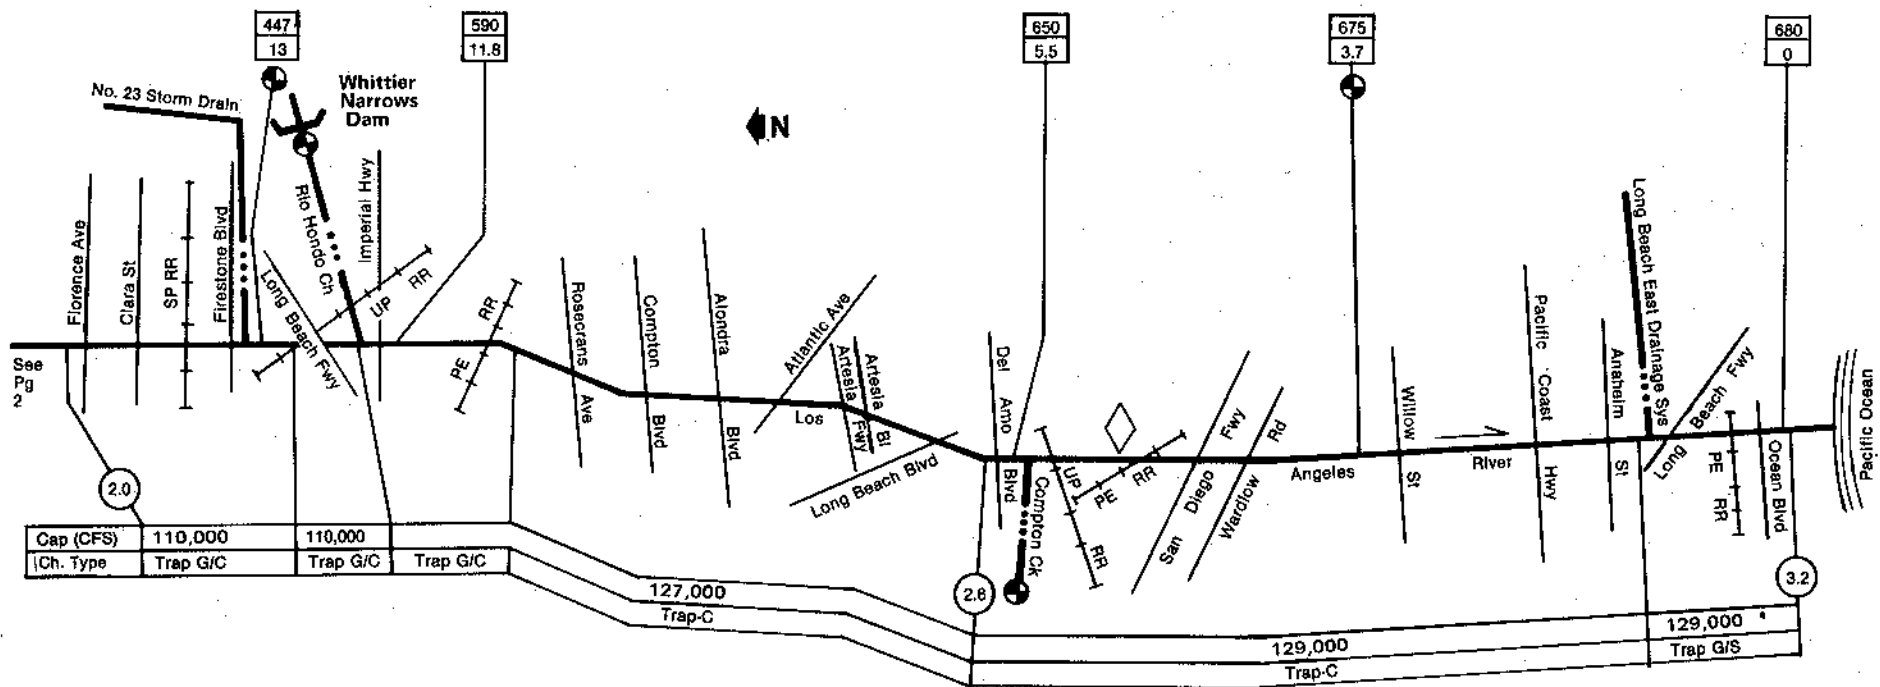 447
13
590
11.8
650
5.5
675
3.7
680
0
No. 23 Storm Drain
Whittier
Narrows
Dam
N
Florence Ave
Clara St
SP RR
Firestone Blvd
Long Beach Fwy
Rio Hondo Ch
Imperial Hwy
UP RR
PE RR
Rosecrans Ave
Compton Blvd
Alondra Blvd
Atlantic Ave
Artesia Fwy
Artesia Bl
Long Beach Blvd
Del Amo Blvd
Compton Ck
UP RR
PE RR
San Diego Fwy
Wardlow Rd
Willow St
Pacific Coast Hwy
Anaheim St
Long Beach East Drainage Sys
Long Beach Fwy
PE RR
Ocean Blvd
Pacific Ocean
See
Pg
2
Los Angeles River
2.0
2.6
3.2
Cap (CFS) 110,000 110,000 127,000 129,000 129,000
Ch. Type Trap G/C Trap G/C Trap G/C Trap-C Trap-C Trap G/S